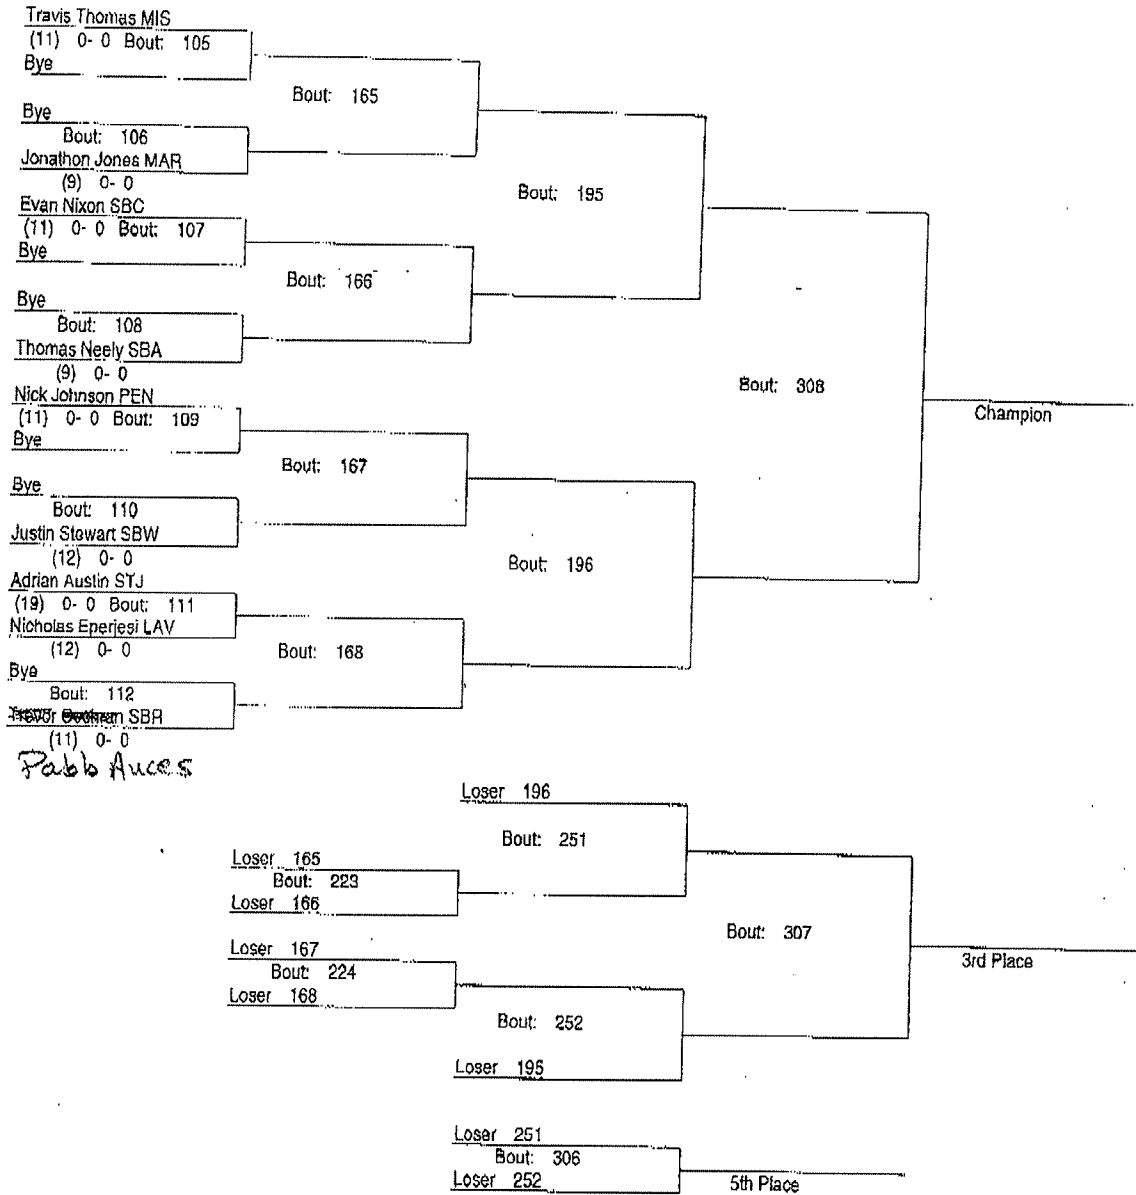 Travis Thomas MIS
(11) 0- 0 Bout: 105
Bye
Bout: 165
Bye
Bout: 106
Jonathon Jones MAR
(9) 0- 0
Bout: 195
Evan Nixon SBC
(11) 0- 0 Bout: 107
Bye
Bout: 166
Bye
Bout: 108
Thomas Neely SBA
(9) 0- 0
Bout: 308
Champion
Nick Johnson PEN
(11) 0- 0 Bout: 109
Bye
Bout: 167
Bye
Bout: 110
Justin Stewart SBW
(12) 0- 0
Bout: 196
Adrian Austin STJ
(19) 0- 0 Bout: 111
Nicholas Eperjesi LAV
(12) 0- 0
Bout: 168
Bye
Bout: 112
Trevor SBR
(11) 0- 0
Loser 196
Bout: 251
Loser 165
Bout: 223
Loser 166
Bout: 307
3rd Place
Loser 167
Bout: 224
Loser 168
Bout: 252
Loser 195
Loser 251
Bout: 306
Loser 252
5th Place